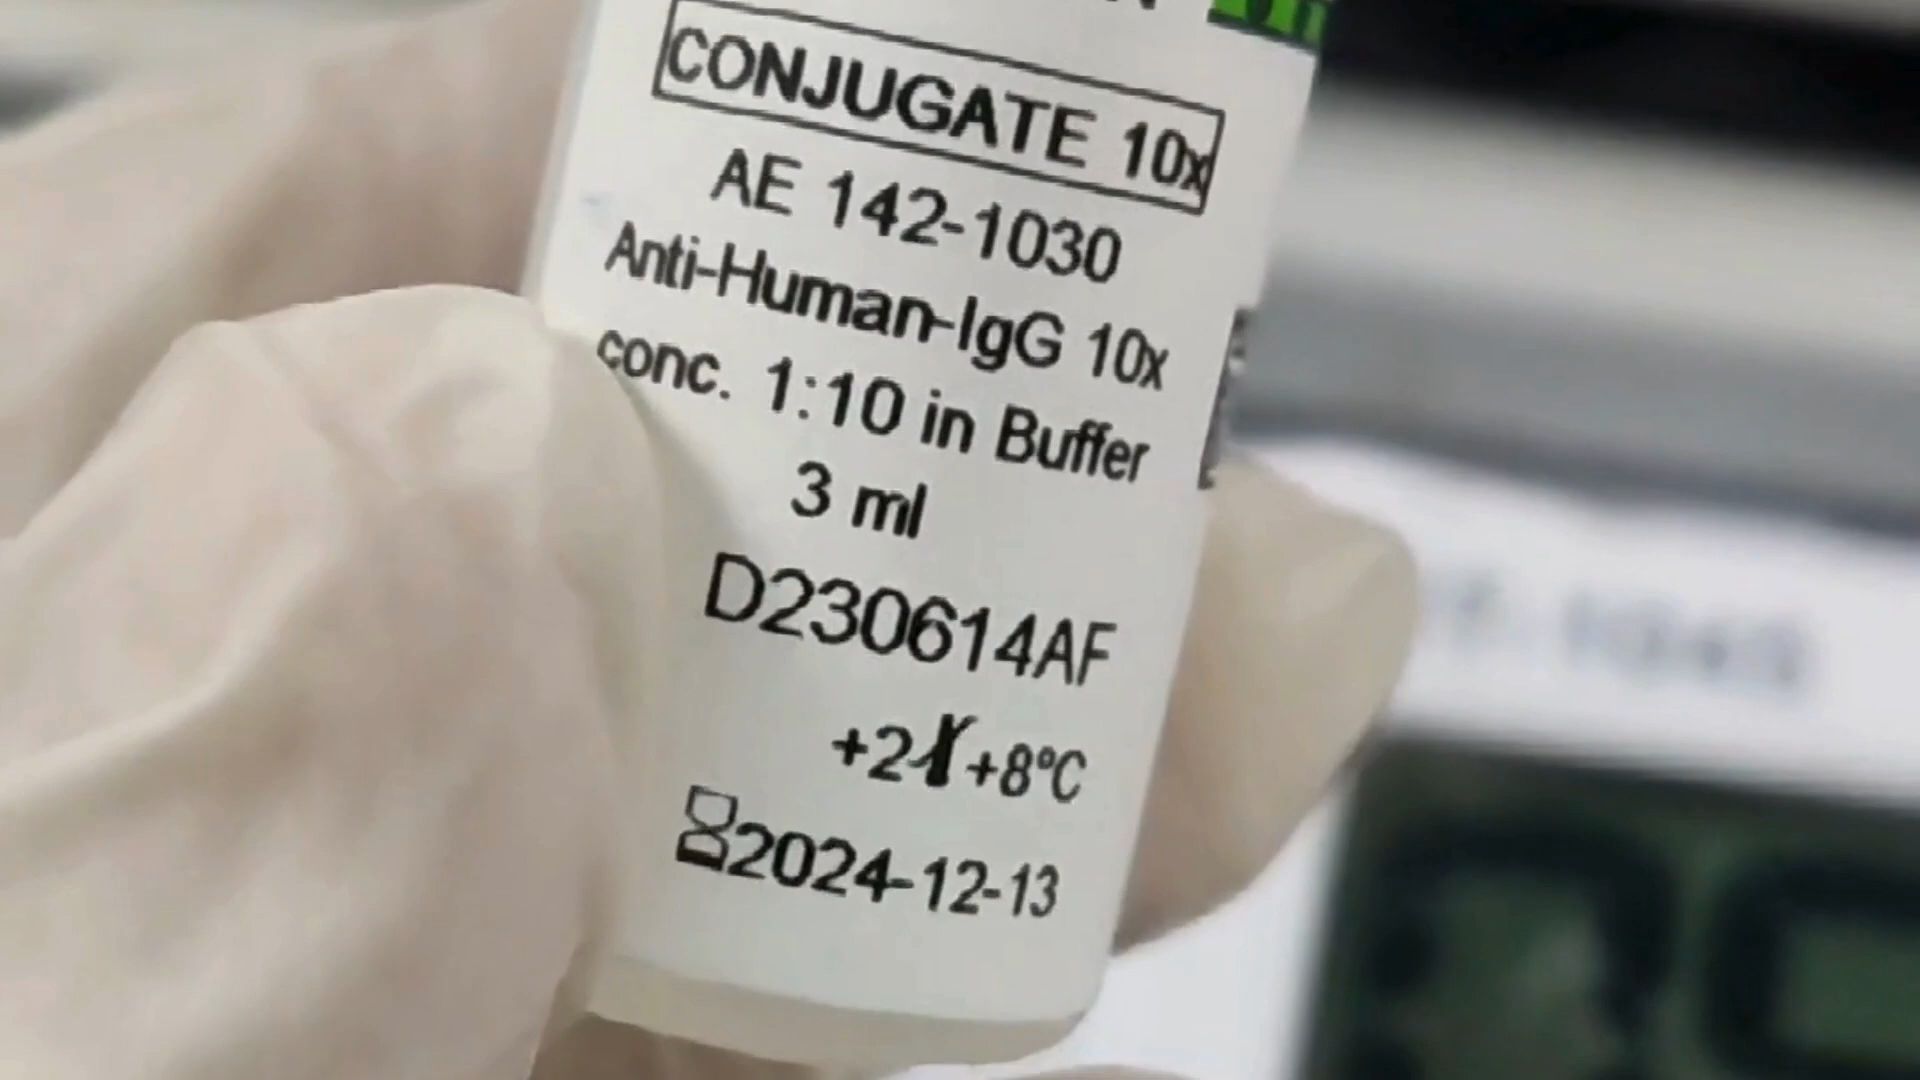 CONJUGATE 10x
AE 142-1030
Anti-Human-IgG 10x
conc. 1:10 in Buffer
3 ml
D230614AF
+2 +8°C
2024-12-13